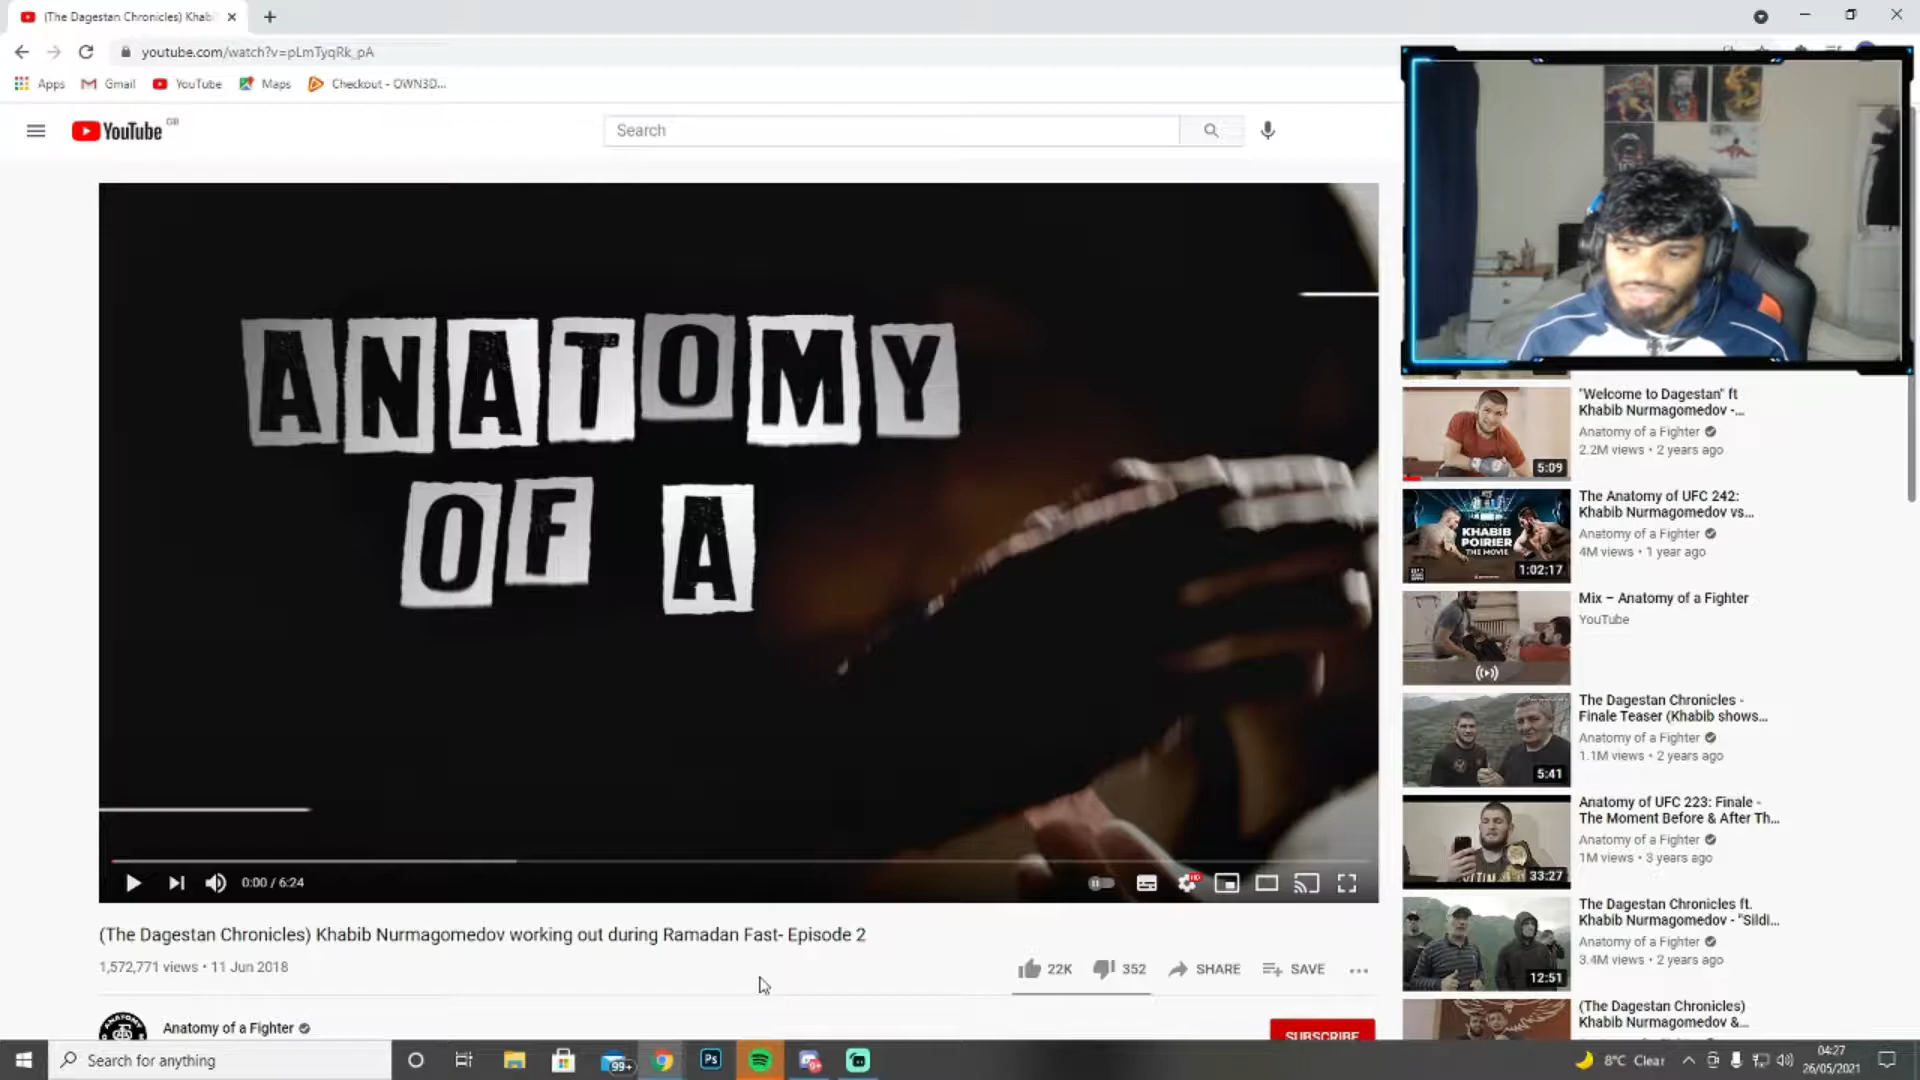 (The Dagestan Chronicles) Khab
youtube.com/watch?v=pLmTyqRk_pA
Apps
Gmail
YouTube
Maps
Checkout - OWN3D...
YouTube GB
Search
ANATOMY
OF A
0:00 / 6:24
HD
(The Dagestan Chronicles) Khabib Nurmagomedov working out during Ramadan Fast- Episode 2
1,572,771 views • 11 Jun 2018
22K
352
SHARE
SAVE
Anatomy of a Fighter
SUBSCRIBE
"Welcome to Dagestan" ft
Khabib Nurmagomedov -...
Anatomy of a Fighter
2.2M views • 2 years ago
5:09
The Anatomy of UFC 242:
Khabib Nurmagomedov vs...
Anatomy of a Fighter
4M views • 1 year ago
KHABIB
POIRIER
THE MOVIE
1:02:17
Mix – Anatomy of a Fighter
YouTube
The Dagestan Chronicles -
Finale Teaser (Khabib shows...
Anatomy of a Fighter
1.1M views • 2 years ago
5:41
Anatomy of UFC 223: Finale -
The Moment Before & After Th...
Anatomy of a Fighter
1M views • 3 years ago
33:27
The Dagestan Chronicles ft.
Khabib Nurmagomedov - "Sildi...
Anatomy of a Fighter
3.4M views • 2 years ago
12:51
(The Dagestan Chronicles)
Khabib Nurmagomedov &...
Search for anything
99+
Ps
8°C Clear
04:27
26/05/2021